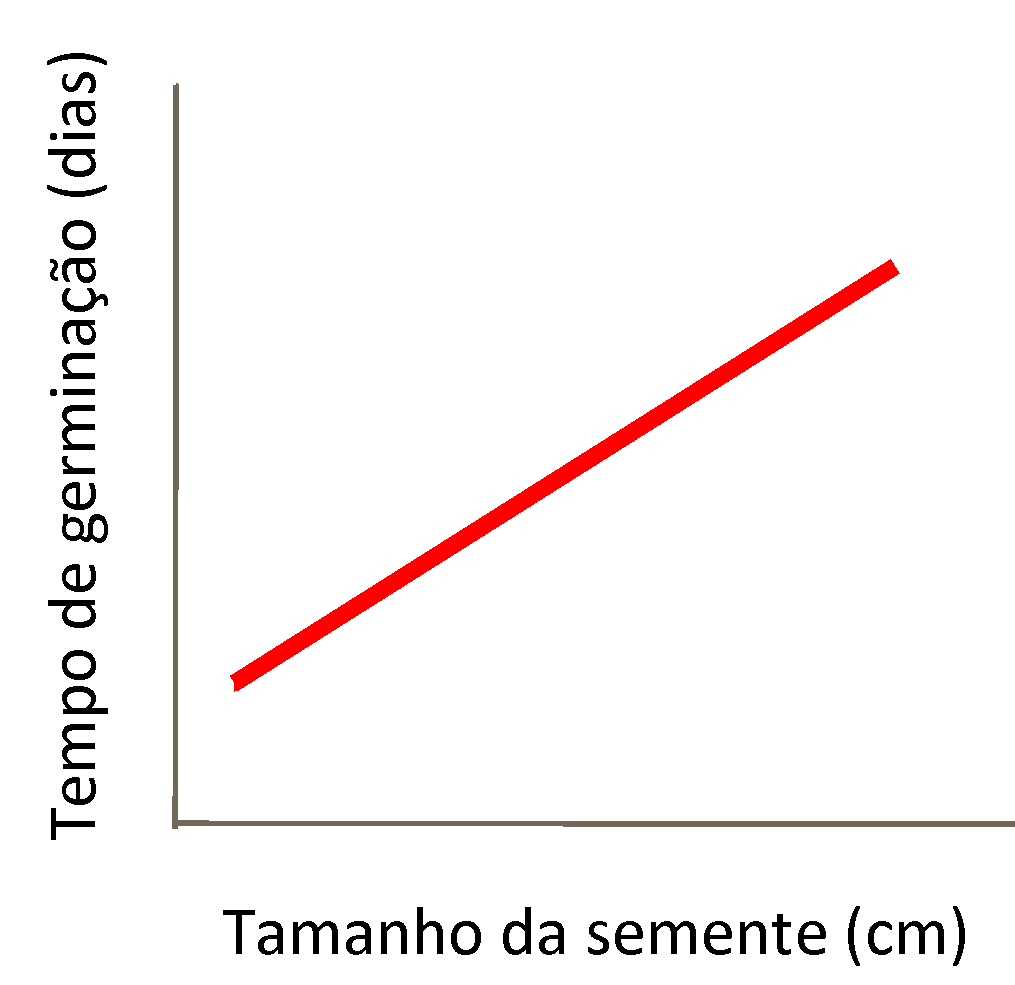 Tempo de germinação (dias)
Tamanho da semente (cm)